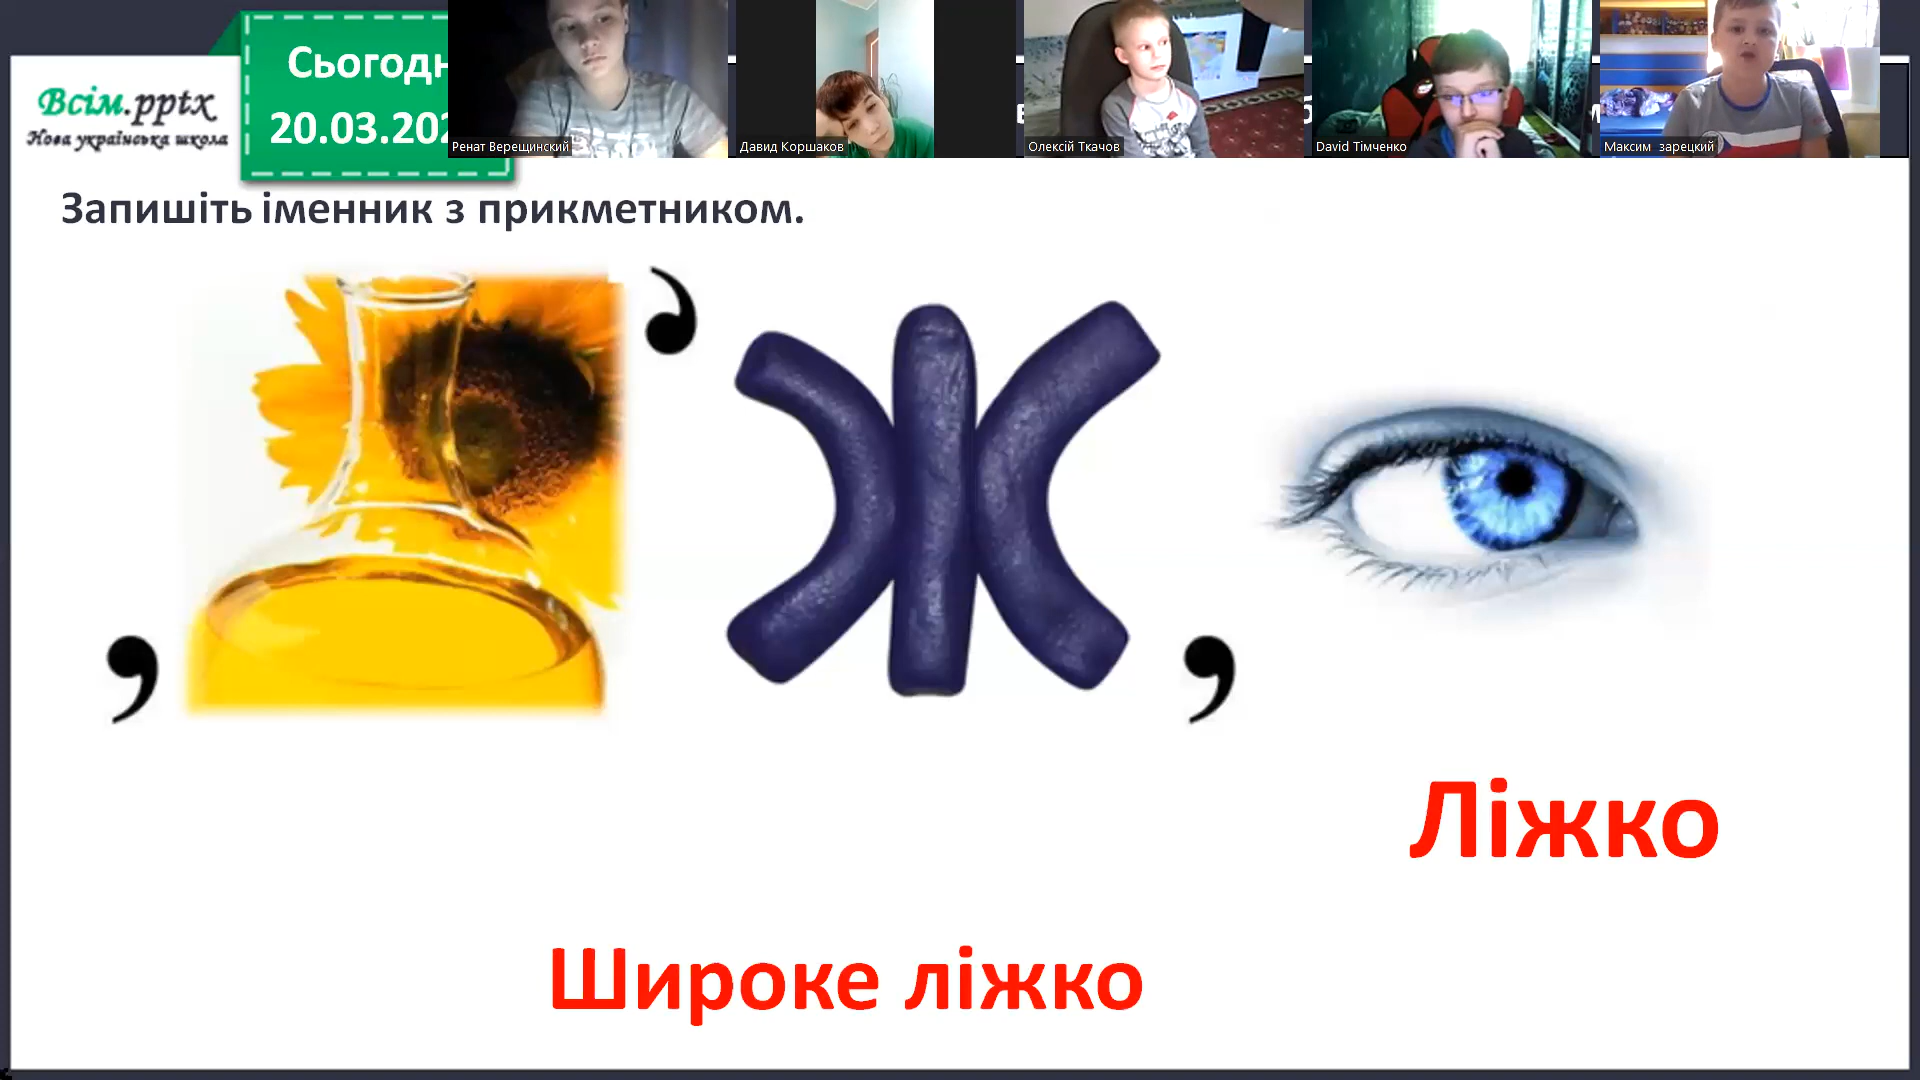 Сьогодн
20.03.202
Всім.pptx
Нова українська школа
Ренат Верещинский
Давид Коршаков
Олексій Ткачов
David Тімченко
Максим зарецкий
Запишіть іменник з прикметником.
,
,
Ж
,
Ліжко
Широке ліжко